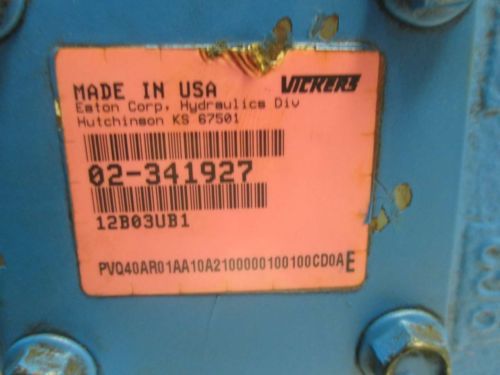 MADE IN USA VICKERS
Eaton Corp. Hydraulics Div
Hutchinson KS 67501
02-341927
12B03UB1
PVQ40AR01AA10A2100000100100CD0AE